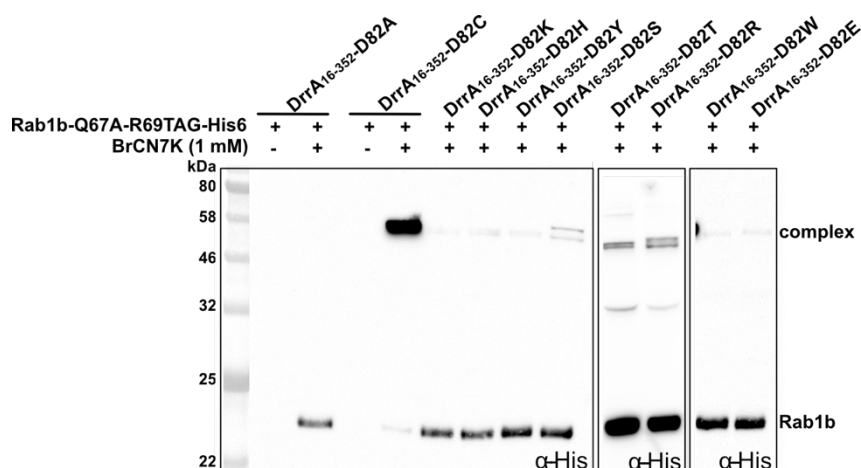 DrrA16-352-D82A
DrrA16-352-D82C
DrrA16-352-D82K
DrrA16-352-D82H
DrrA16-352-D82Y
DrrA16-352-D82S
DrrA16-352-D82T
DrrA16-352-D82R
DrrA16-352-D82W
DrrA16-352-D82E
Rab1b-Q67A-R69TAG-His6 + + + + + + + + + + + +
BrCN7K (1 mM) - + - + + + + + + + + +
kDa
80
58
complex
46
32
25
Rab1b
22
α-His α-His α-His